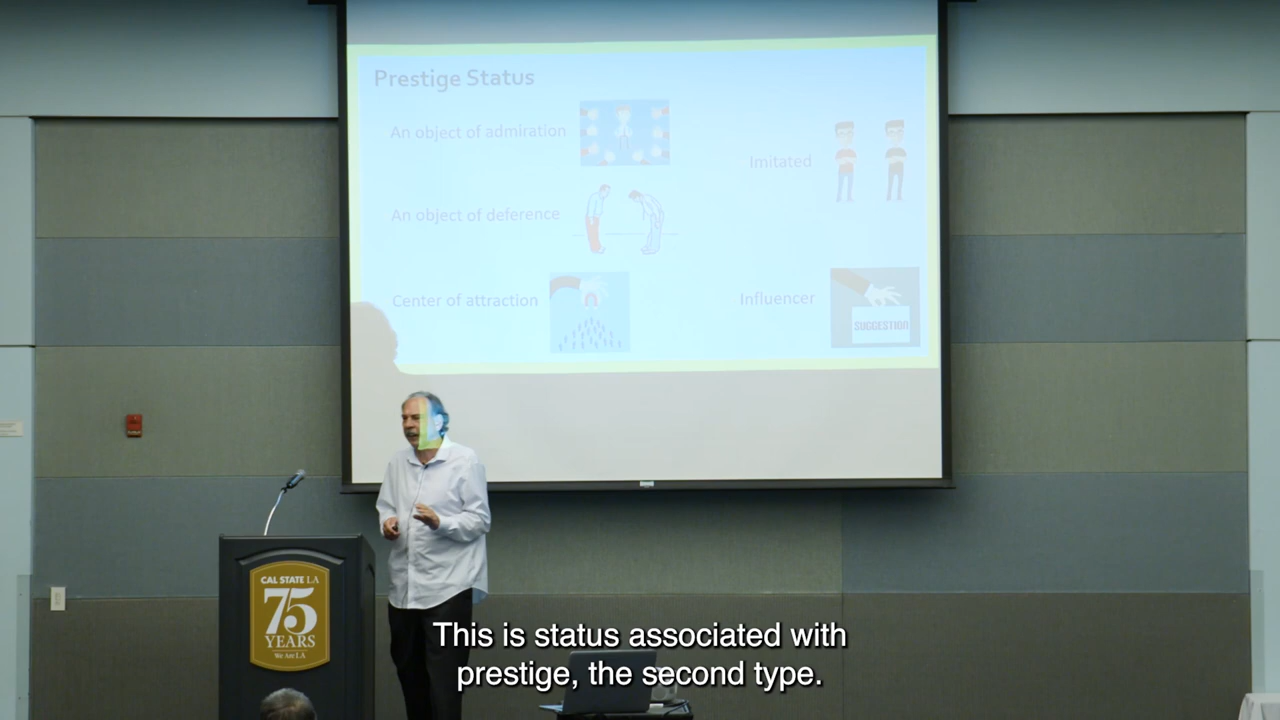 Prestige Status
An object of admiration
Imitated
An object of deference
Center of attraction
Influencer
SUGGESTION
CAL STATE LA
75
YEARS
We Are LA
This is status associated with
prestige, the second type.